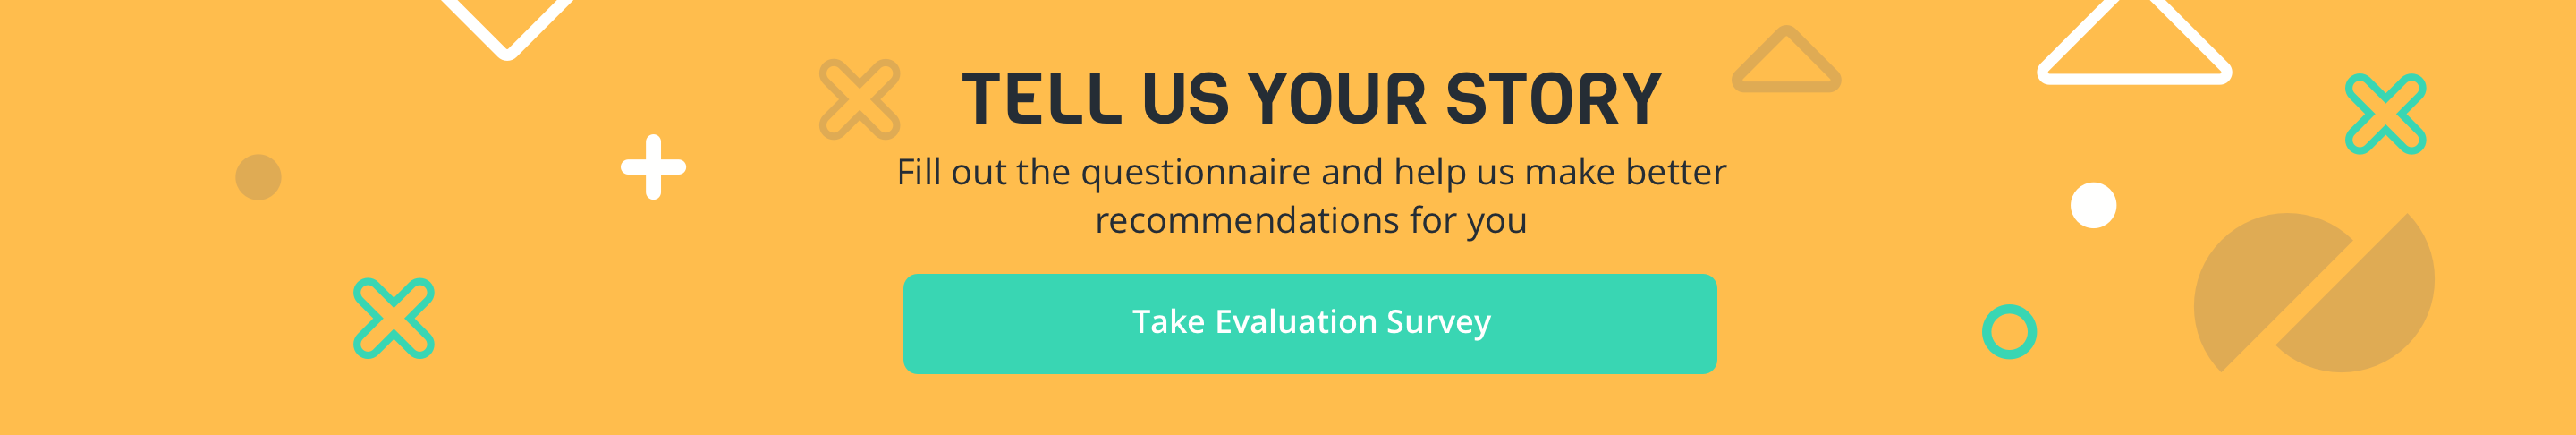 TELL US YOUR STORY
Fill out the questionnaire and help us make better
recommendations for you
Take Evaluation Survey